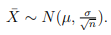 X̄ ∼ N(μ, σ/√n).